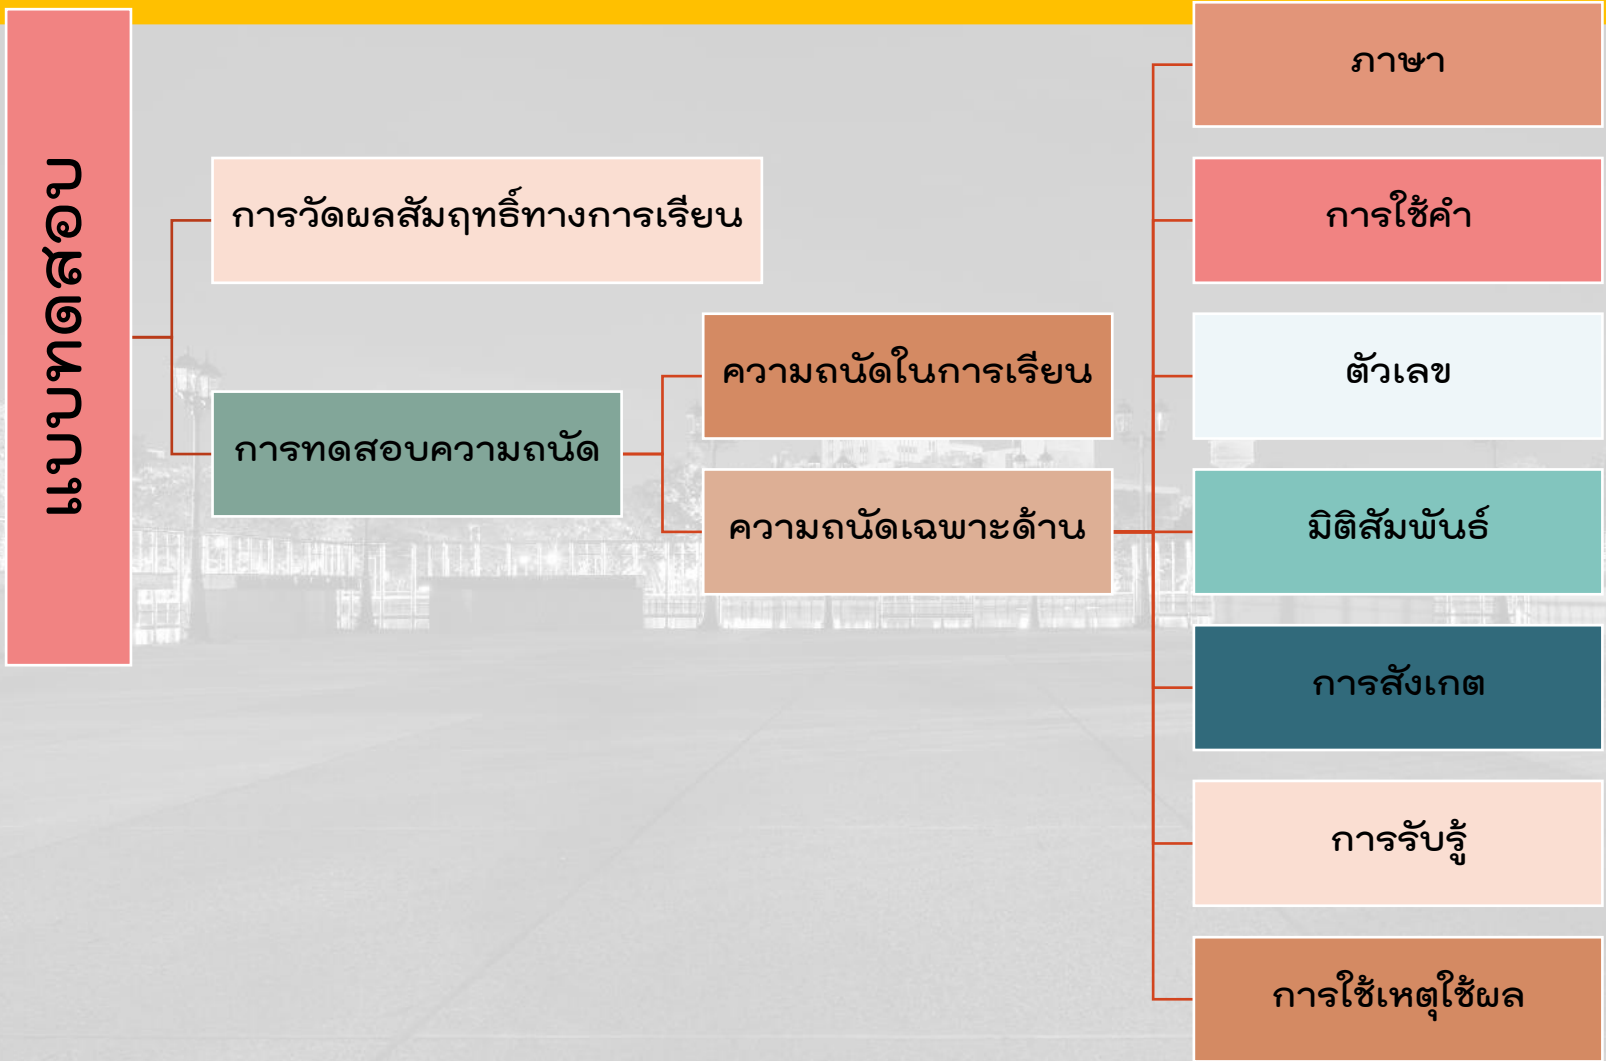 แบบทดสอบ
การวัดผลสัมฤทธิ์ทางการเรียน
การทดสอบความถนัด
ความถนัดในการเรียน
ความถนัดเฉพาะด้าน
ภาษา
การใช้คำ
ตัวเลข
มิติสัมพันธ์
การสังเกต
การรับรู้
การใช้เหตุใช้ผล